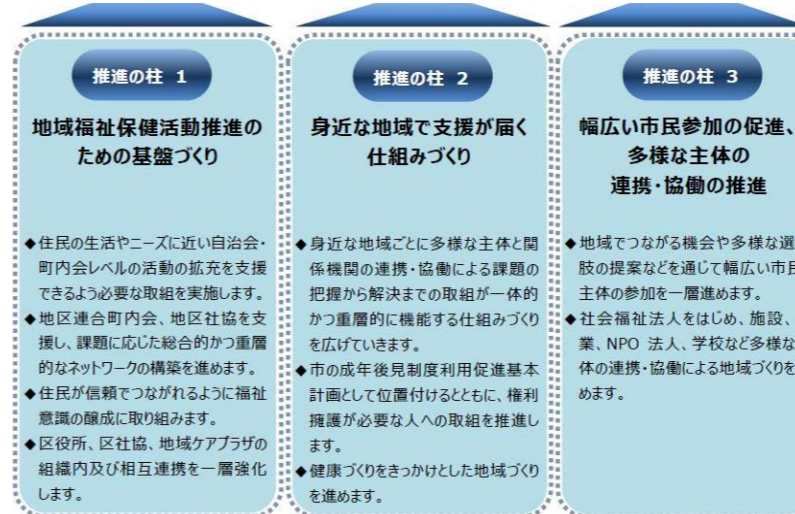 推進の柱 1
地域福祉保健活動推進の
ための基盤づくり
◆住民の生活やニーズに近い自治会・
町内会レベルの活動の拡充を支援
できるよう必要な取組を実施します。
◆地区連合町内会、地区社協を支
援し、課題に応じた総合的かつ重層
的なネットワークの構築を進めます。
◆住民が信頼でつながれるように福祉
意識の醸成に取り組みます。
◆区役所、区社協、地域ケアプラザの
組織内及び相互連携を一層強化
します。
推進の柱 2
身近な地域で支援が届く
仕組みづくり
◆身近な地域ごとに多様な主体と関
係機関の連携・協働による課題の
把握から解決までの取組が一体的
かつ重層的に機能する仕組みづくり
を広げていきます。
◆市の成年後見制度利用促進基本
計画として位置付けるとともに、権利
擁護が必要な人への取組を推進し
ます。
◆健康づくりをきっかけとした地域づくり
を進めます。
推進の柱 3
幅広い市民参加の促進、
多様な主体の
連携・協働の推進
◆地域でつながる機会や多様な選
肢の提案などを通じて幅広い市民
主体の参加を一層進めます。
◆社会福祉法人をはじめ、施設、
業、NPO 法人、学校など多様な
体の連携・協働による地域づくりを
めます。